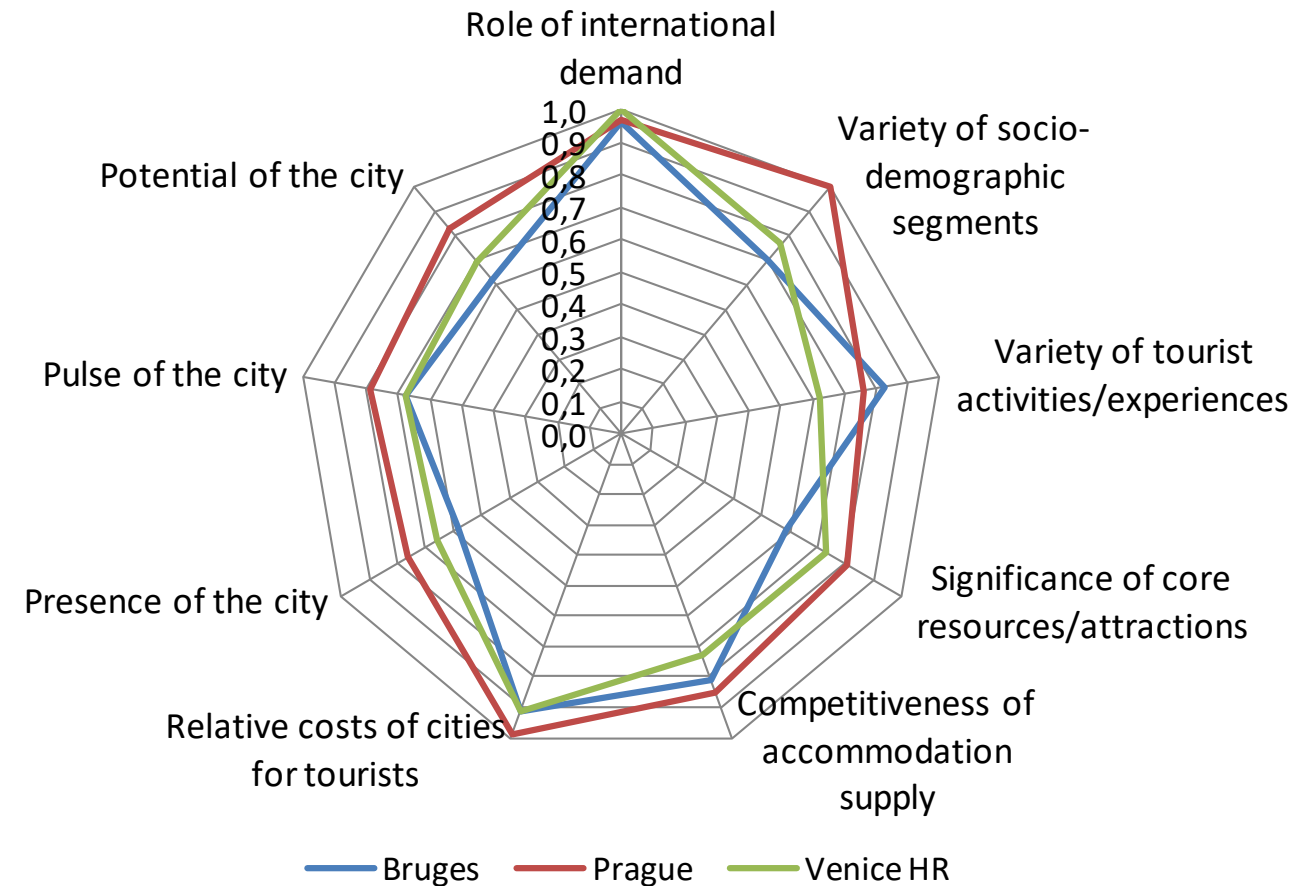 Role of international
demand
1,0
0,9
0,8
0,7
0,6
0,5
0,4
0,3
0,2
0,1
0,0
Variety of socio-
demographic
segments
Variety of tourist
activities/experiences
Significance of core
resources/attractions
Competitiveness of
accommodation
supply
Relative costs of cities
for tourists
Presence of the city
Pulse of the city
Potential of the city
Bruges Prague Venice HR